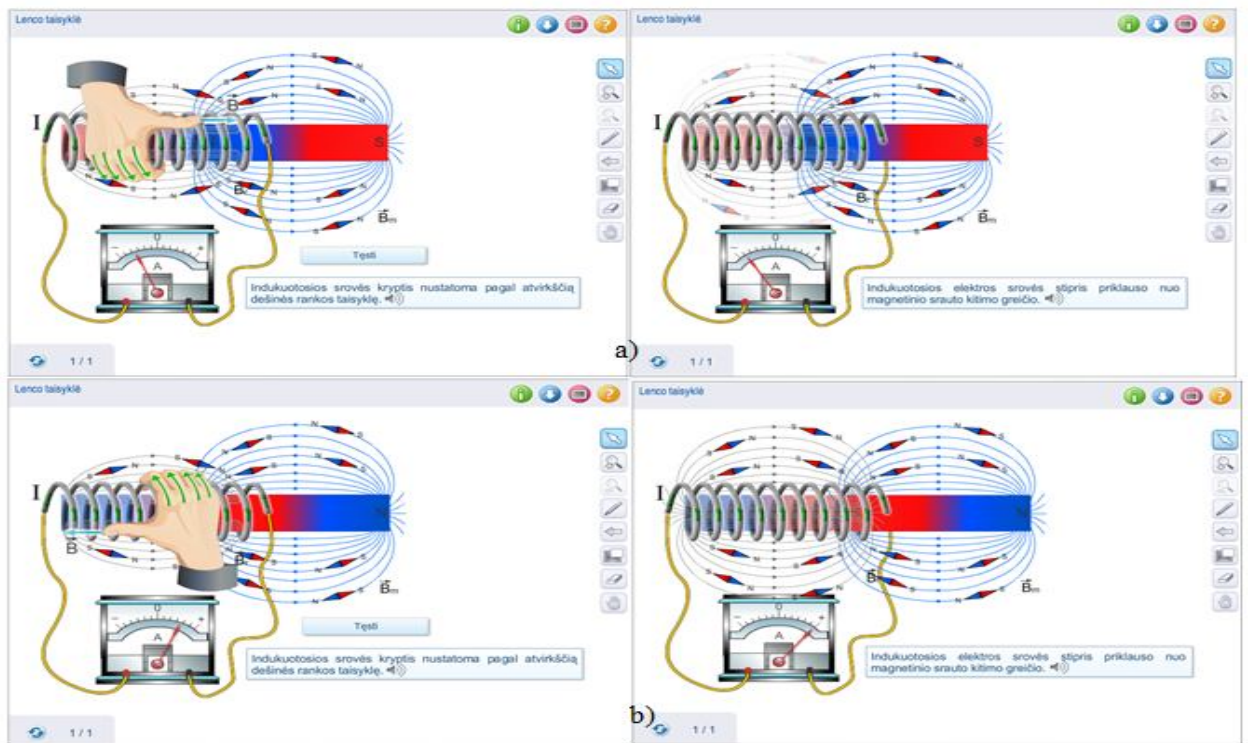 Lenco taisyklė
I
B
S
B
Bm
0
- +
A
Tęsti
Indukuotosios srovės kryptis nustatoma pagal atvirkščią
dešinės rankos taisyklę.
1 / 1
Lenco taisyklė
I
S
B
Bm
0
- +
A
Indukuotosios elektros srovės stipris priklauso nuo
magnetinio srauto kitimo greičio.
1 / 1
a)
Lenco taisyklė
I
N
B
B
Bm
0
- +
A
Tęsti
Indukuotosios srovės kryptis nustatoma pagal atvirkščią
dešinės rankos taisyklę.
1 / 1
Lenco taisyklė
I
N
B
Bm
0
- +
A
Indukuotosios elektros srovės stipris priklauso nuo
magnetinio srauto kitimo greičio.
1 / 1
b)